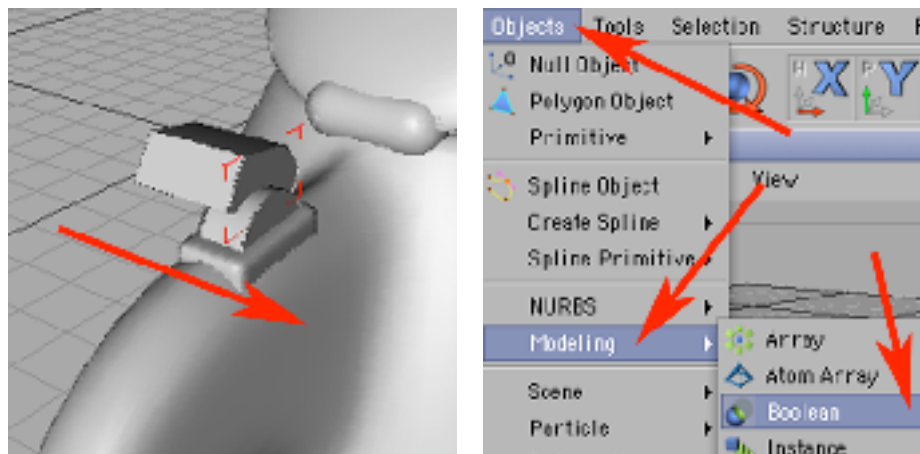 Objects Tools Selection Structure
Null Object
Polygon Object
Primitive
View
Spline Object
Create Spline
Spline Primitive
NURBS
Modeling
Array
Atom Array
Scene
Boolean
Particle
Instance
X Y